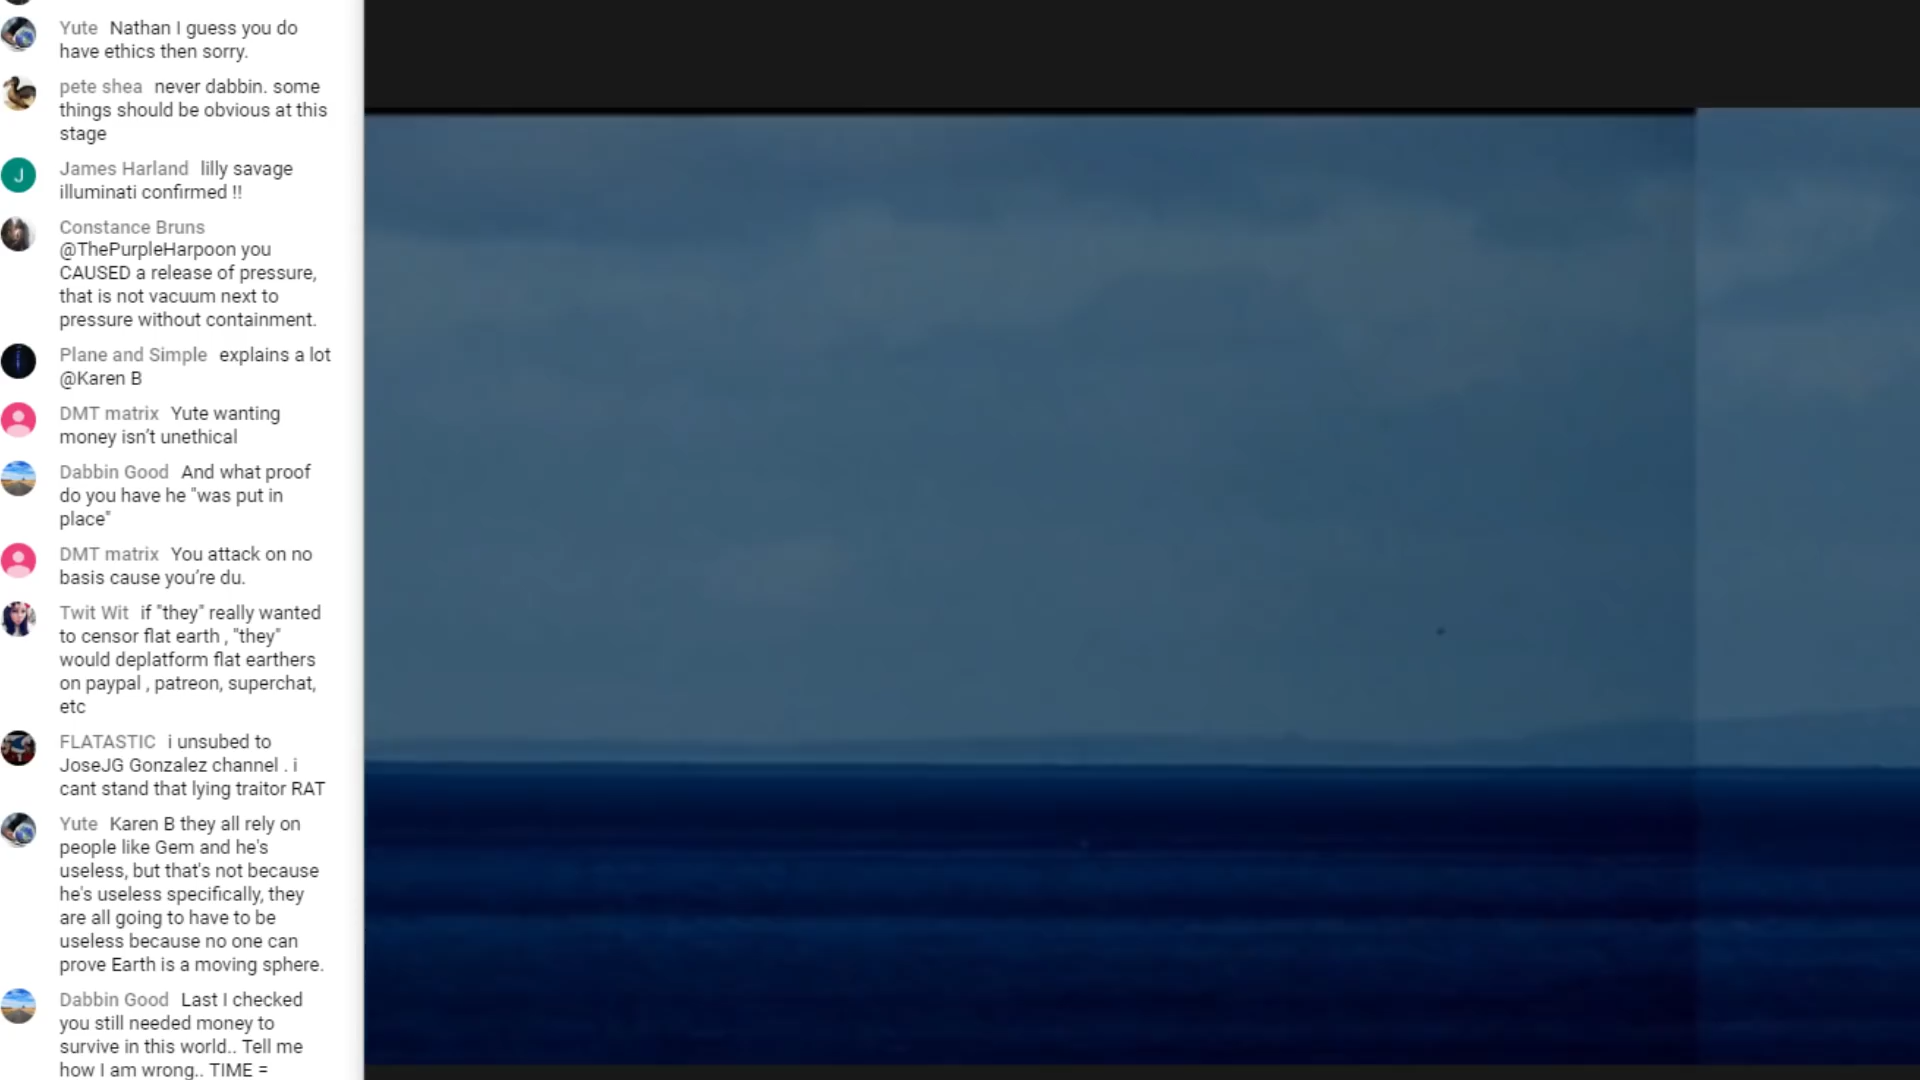 Yute Nathan I guess you do
have ethics then sorry.
pete shea never dabbin. some
things should be obvious at this
stage
J
James Harland lilly savage
illuminati confirmed !!
Constance Bruns
@ThePurpleHarpoon you
CAUSED a release of pressure,
that is not vacuum next to
pressure without containment.
Plane and Simple explains a lot
@Karen B
DMT matrix Yute wanting
money isn’t unethical
Dabbin Good And what proof
do you have he "was put in
place"
DMT matrix You attack on no
basis cause you’re du.
Twit Wit if "they" really wanted
to censor flat earth , "they"
would deplatform flat earthers
on paypal , patreon, superchat,
etc
FLATASTIC i unsubed to
JoseJG Gonzalez channel . i
cant stand that lying traitor RAT
Yute Karen B they all rely on
people like Gem and he's
useless, but that's not because
he's useless specifically, they
are all going to have to be
useless because no one can
prove Earth is a moving sphere.
Dabbin Good Last I checked
you still needed money to
survive in this world.. Tell me
how I am wrong.. TIME =